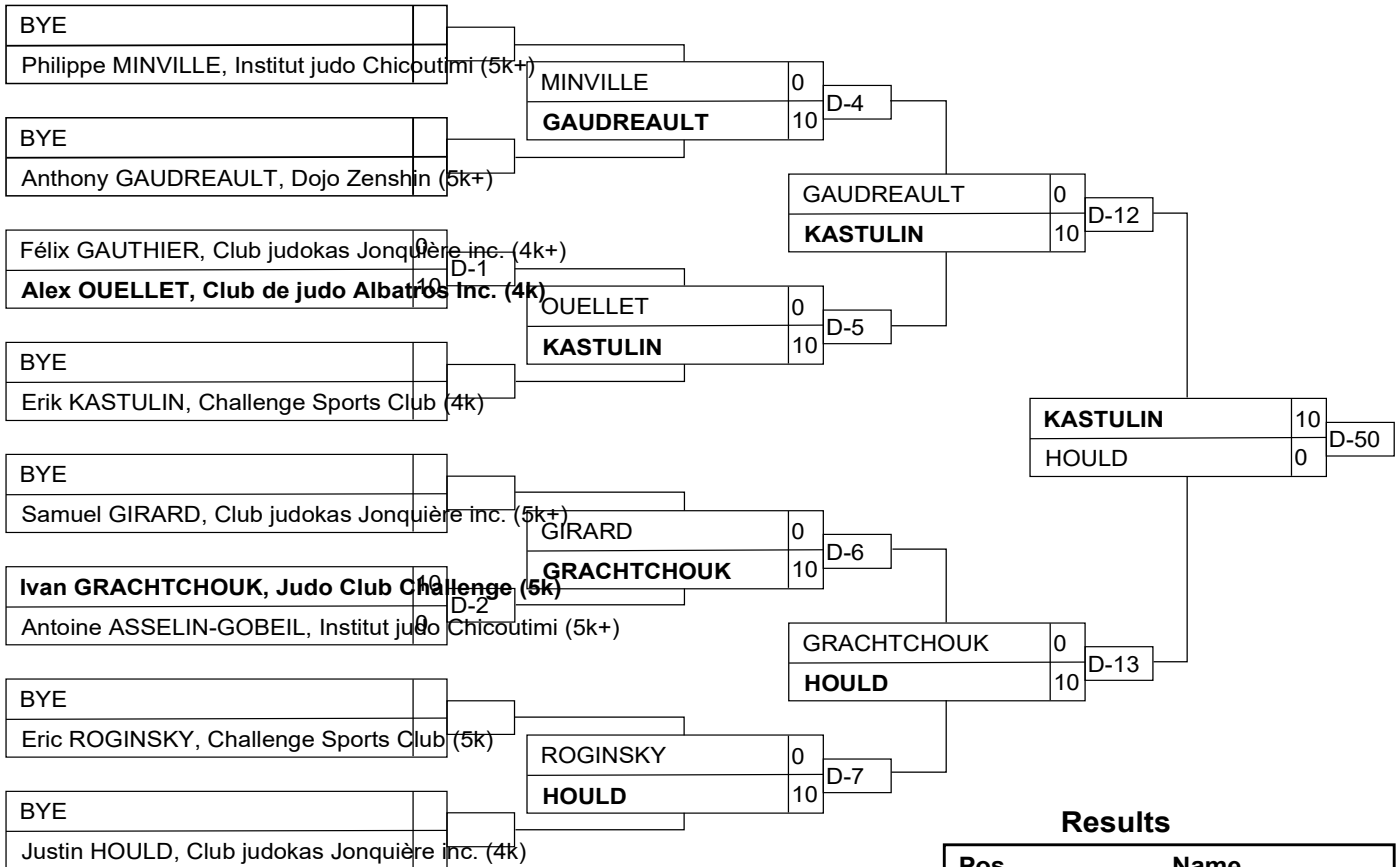 BYE
Philippe MINVILLE, Institut judo Chicoutimi (5k+)
BYE
Anthony GAUDREAULT, Dojo Zenshin (5k+)
Félix GAUTHIER, Club judokas Jonquière inc. (4k+) 0
Alex OUELLET, Club de judo Albatros Inc. (4k) 10
D-1
BYE
Erik KASTULIN, Challenge Sports Club (4k)
BYE
Samuel GIRARD, Club judokas Jonquière inc. (5k+)
Ivan GRACHTCHOUK, Judo Club Challenge (5k) 10
Antoine ASSELIN-GOBEIL, Institut judo Chicoutimi (5k+) 0
D-2
BYE
Eric ROGINSKY, Challenge Sports Club (5k)
BYE
Justin HOULD, Club judokas Jonquière inc. (4k)
MINVILLE 0
GAUDREAULT 10
D-4
OUELLET 0
KASTULIN 10
D-5
GIRARD 0
GRACHTCHOUK 10
D-6
ROGINSKY 0
HOULD 10
D-7
GAUDREAULT 0
KASTULIN 10
D-12
GRACHTCHOUK 0
HOULD 10
D-13
KASTULIN 10
HOULD 0
D-50
Results
Pos Name